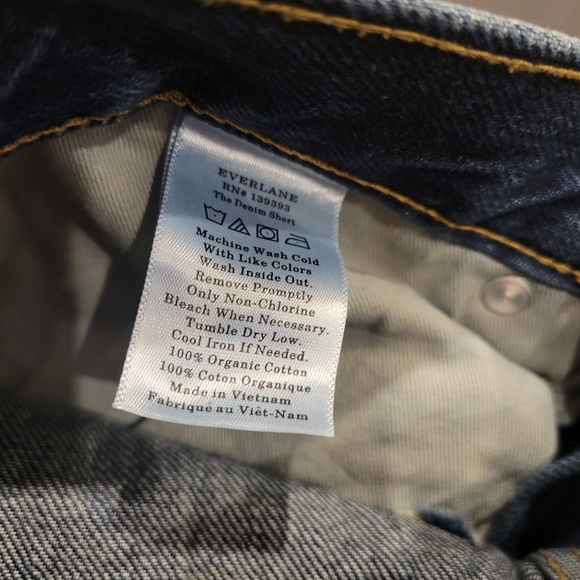 EVERLANE
RN# 139393
The Denim Short
Machine Wash Cold
With Like Colors
Wash Inside Out.
Remove Promptly
Only Non-Chlorine
Bleach When Necessary.
Tumble Dry Low.
Cool Iron If Needed.
100% Organic Cotton
100% Coton Organique
Made in Vietnam
Fabriqué au Viêt-Nam